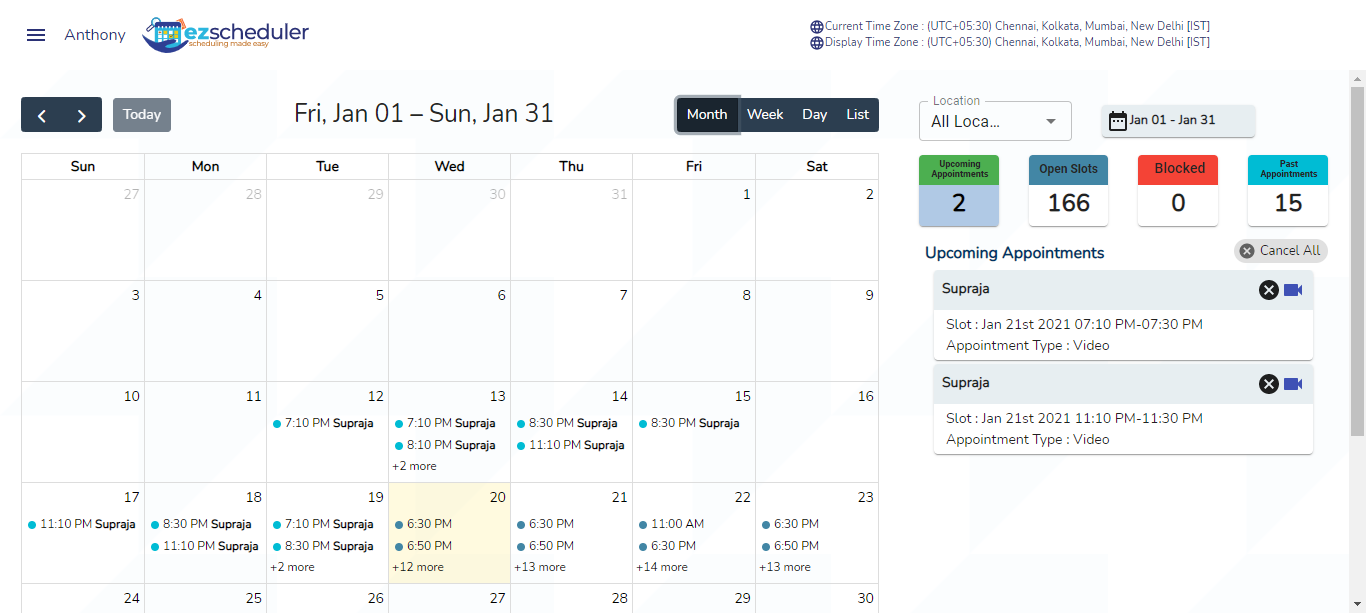 Anthony
ezscheduler
scheduling made easy
Current Time Zone : (UTC+05:30) Chennai, Kolkata, Mumbai, New Delhi [IST]
Display Time Zone : (UTC+05:30) Chennai, Kolkata, Mumbai, New Delhi [IST]
Today
Fri, Jan 01 – Sun, Jan 31
Month Week Day List
Sun Mon Tue Wed Thu Fri Sat
27 28 29 30 31 1 2
3 4 5 6 7 8 9
10 11 12 13 14 15 16
7:10 PM Supraja 7:10 PM Supraja 8:30 PM Supraja 8:30 PM Supraja
8:10 PM Supraja 11:10 PM Supraja
+2 more
17 18 19 20 21 22 23
11:10 PM Supraja 8:30 PM Supraja 7:10 PM Supraja 6:30 PM 6:30 PM 11:00 AM 6:30 PM
11:10 PM Supraja 8:30 PM Supraja 6:50 PM 6:50 PM 6:30 PM 6:50 PM
+2 more +12 more +13 more +14 more +13 more
24 25 26 27 28 29 30
Location
All Loca...
Jan 01 - Jan 31
Upcoming
Appointments
2
Open Slots
166
Blocked
0
Past
Appointments
15
Upcoming Appointments
Cancel All
Supraja
Slot : Jan 21st 2021 07:10 PM-07:30 PM
Appointment Type : Video
Supraja
Slot : Jan 21st 2021 11:10 PM-11:30 PM
Appointment Type : Video